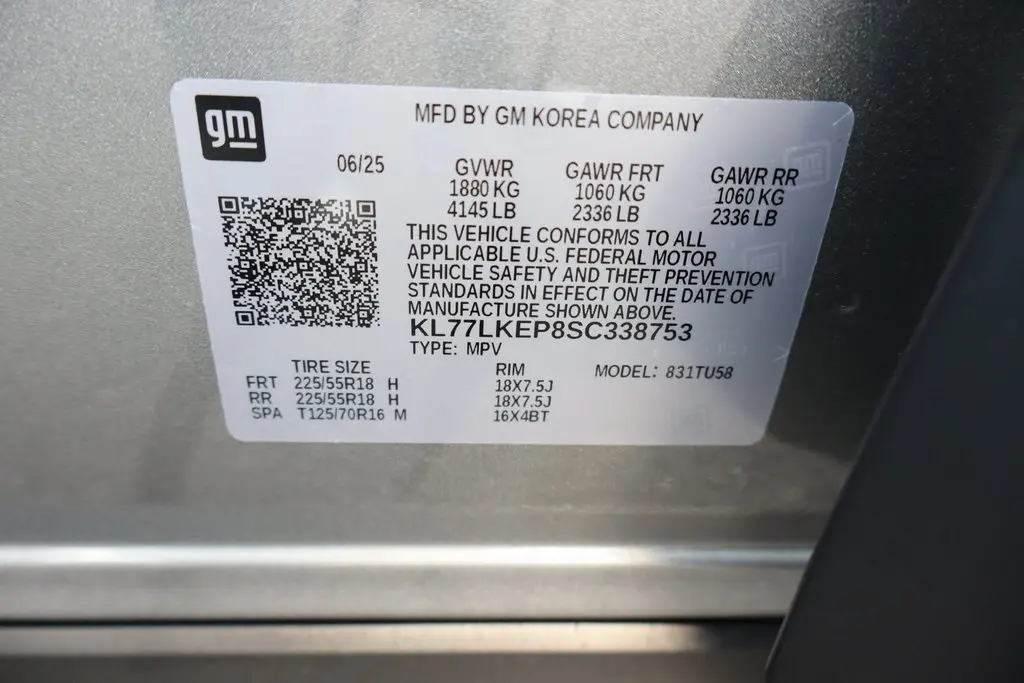 gm
MFD BY GM KOREA COMPANY
06/25 GVWR GAWR FRT GAWR RR
1880 KG 1060 KG 1060 KG
4145 LB 2336 LB 2336 LB
THIS VEHICLE CONFORMS TO ALL
APPLICABLE U.S. FEDERAL MOTOR
VEHICLE SAFETY AND THEFT PREVENTION
STANDARDS IN EFFECT ON THE DATE OF
MANUFACTURE SHOWN ABOVE.
KL77LKEP8SC338753
TYPE: MPV
TIRE SIZE RIM MODEL: 831TU58
FRT 225/55R18 H 18X7.5J
RR 225/55R18 H 18X7.5J
SPA T125/70R16 M 16X4BT